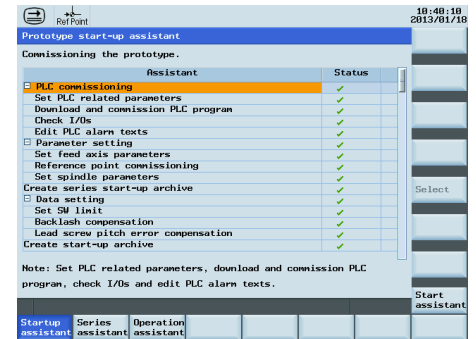 Ref Point
10:40:10
2013/01/18
Prototype start-up assistant
Commissioning the prototype.
Assistant Status
PLC commissioning
Set PLC related parameters
Download and commission PLC program
Check I/Os
Edit PLC alarm texts
Parameter setting
Set feed axis parameters
Reference point commissioning
Set spindle parameters
Create series start-up archive
Data setting
Set SW limit
Backlash compensation
Lead screw pitch error compensation
Create start-up archive
Select
Note: Set PLC related parameters, download and commission PLC
program, check I/Os and edit PLC alarm texts.
Start
assistant
Startup Series Operation
assistant assistant assistant